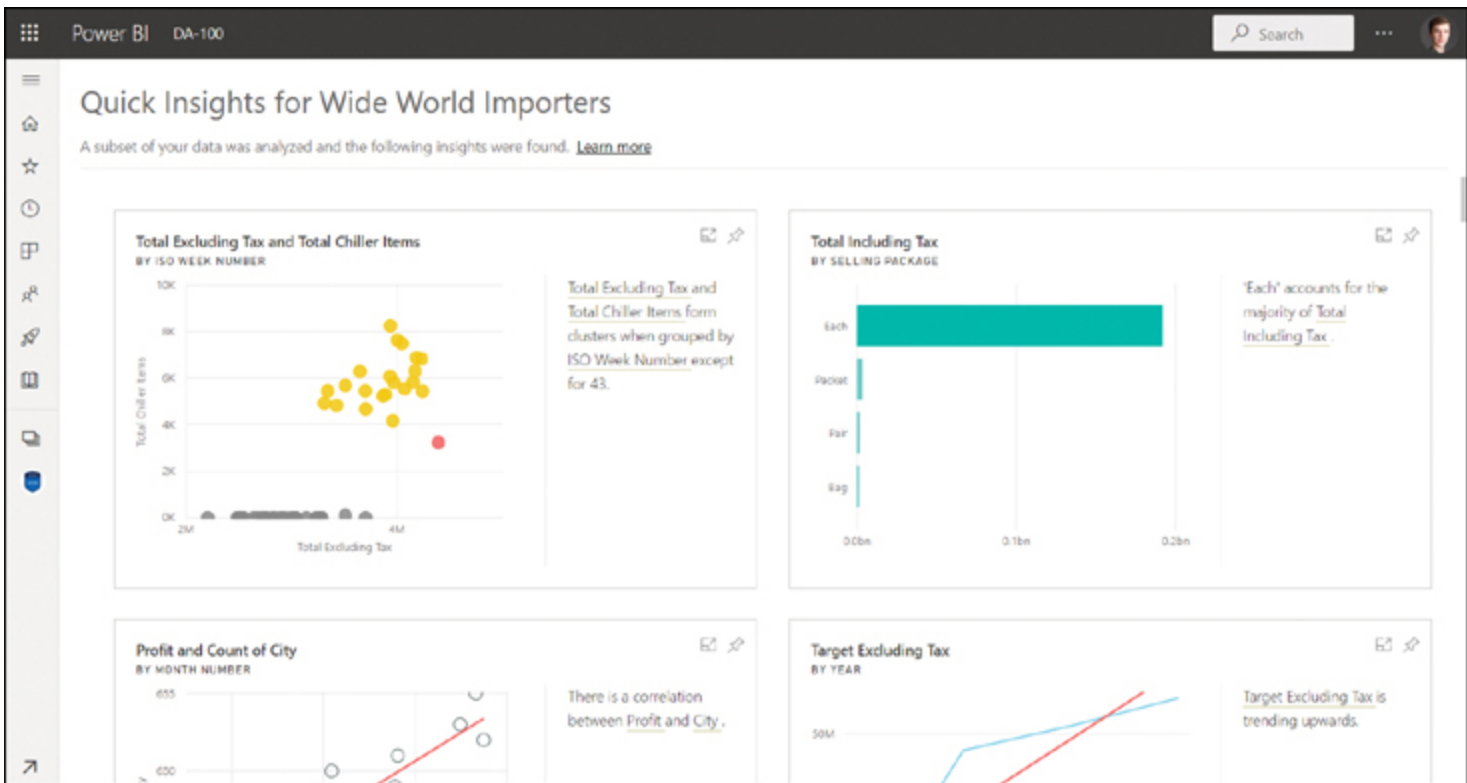 Power BI DA-100 Search
Quick Insights for Wide World Importers
A subset of your data was analyzed and the following insights were found. Learn more
Total Excluding Tax and Total Chiller Items
BY ISO WEEK NUMBER
10K
8K
6K
4K
2K
0K
Total Chiller Items
2M 4M
Total Excluding Tax
Total Excluding Tax and
Total Chiller Items form
clusters when grouped by
ISO Week Number except
for 43.
Total Including Tax
BY SELLING PACKAGE
Each
Packet
Pair
Bag
0.0bn 0.1bn 0.2bn
'Each' accounts for the
majority of Total
Including Tax .
Profit and Count of City
BY MONTH NUMBER
655
650
There is a correlation
between Profit and City .
Target Excluding Tax
BY YEAR
50M
Target Excluding Tax is
trending upwards.